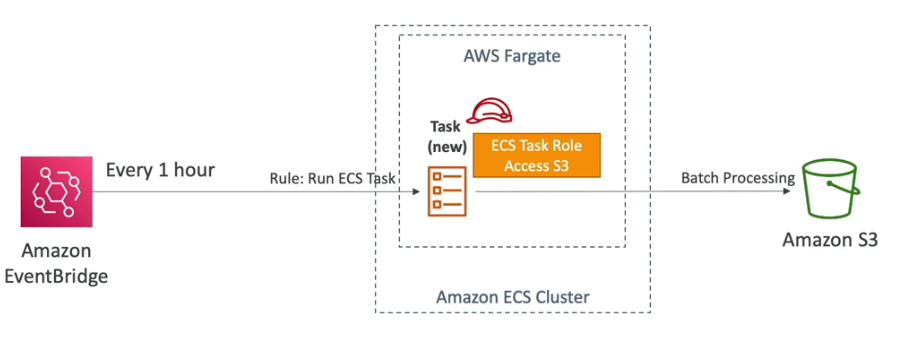 AWS Fargate
Task
(new)
ECS Task Role
Access S3
Every 1 hour
Rule: Run ECS Task
Batch Processing
Amazon
EventBridge
Amazon S3
Amazon ECS Cluster